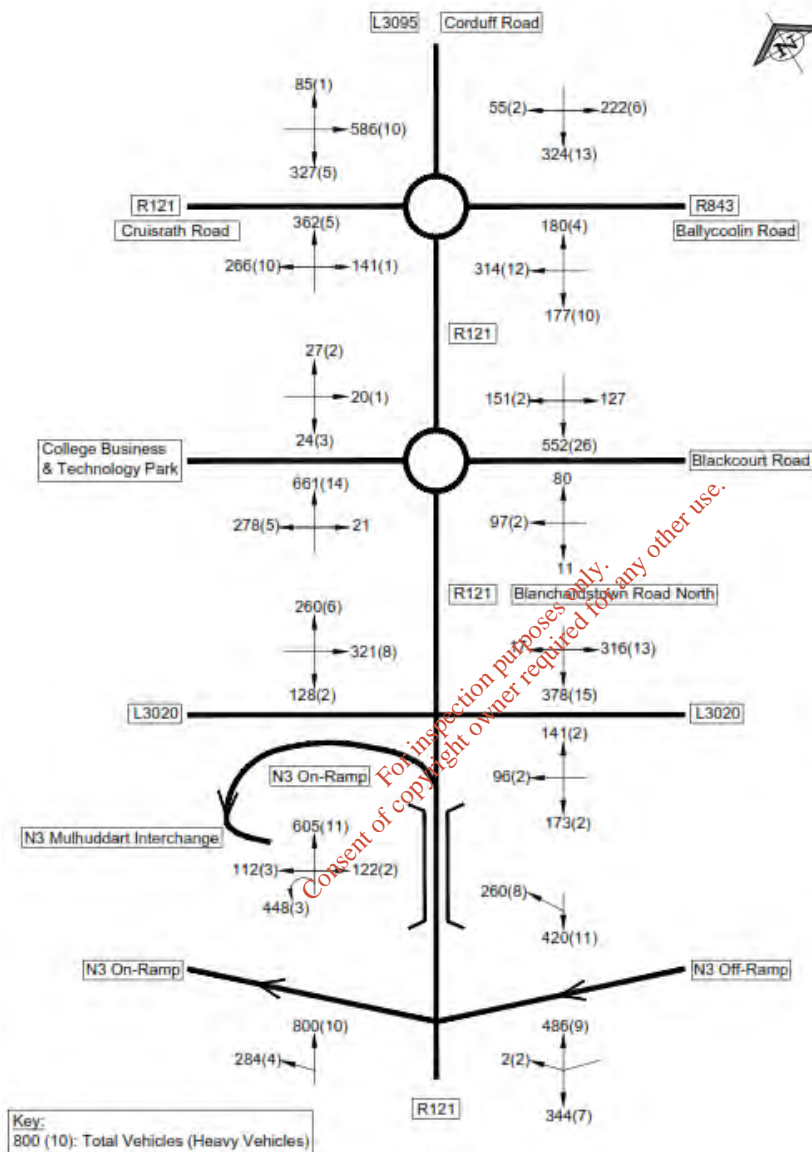 L3095 Corduff Road
N
85(1)
586(10)
327(5)
55(2) 222(6)
324(13)
R121
Cruisrath Road
R843
Ballycoolin Road
362(5)
266(10) 141(1)
180(4)
314(12)
177(10)
R121
27(2)
20(1)
24(3)
151(2) 127
552(26)
College Business
& Technology Park
Blackcourt Road
661(14)
278(5) 21
80
97(2)
11
R121 Blanchardstown Road North
260(6)
321(8)
128(2)
316(13)
378(15)
L3020
L3020
N3 On-Ramp
141(2)
96(2)
173(2)
N3 Mulhuddart Interchange
605(11)
112(3) 122(2)
448(3)
260(8)
420(11)
N3 On-Ramp
N3 Off-Ramp
800(10)
284(4)
486(9)
2(2)
344(7)
R121
Key:
800 (10): Total Vehicles (Heavy Vehicles)
For inspection purposes only.
Consent of copyright owner required for any other use.